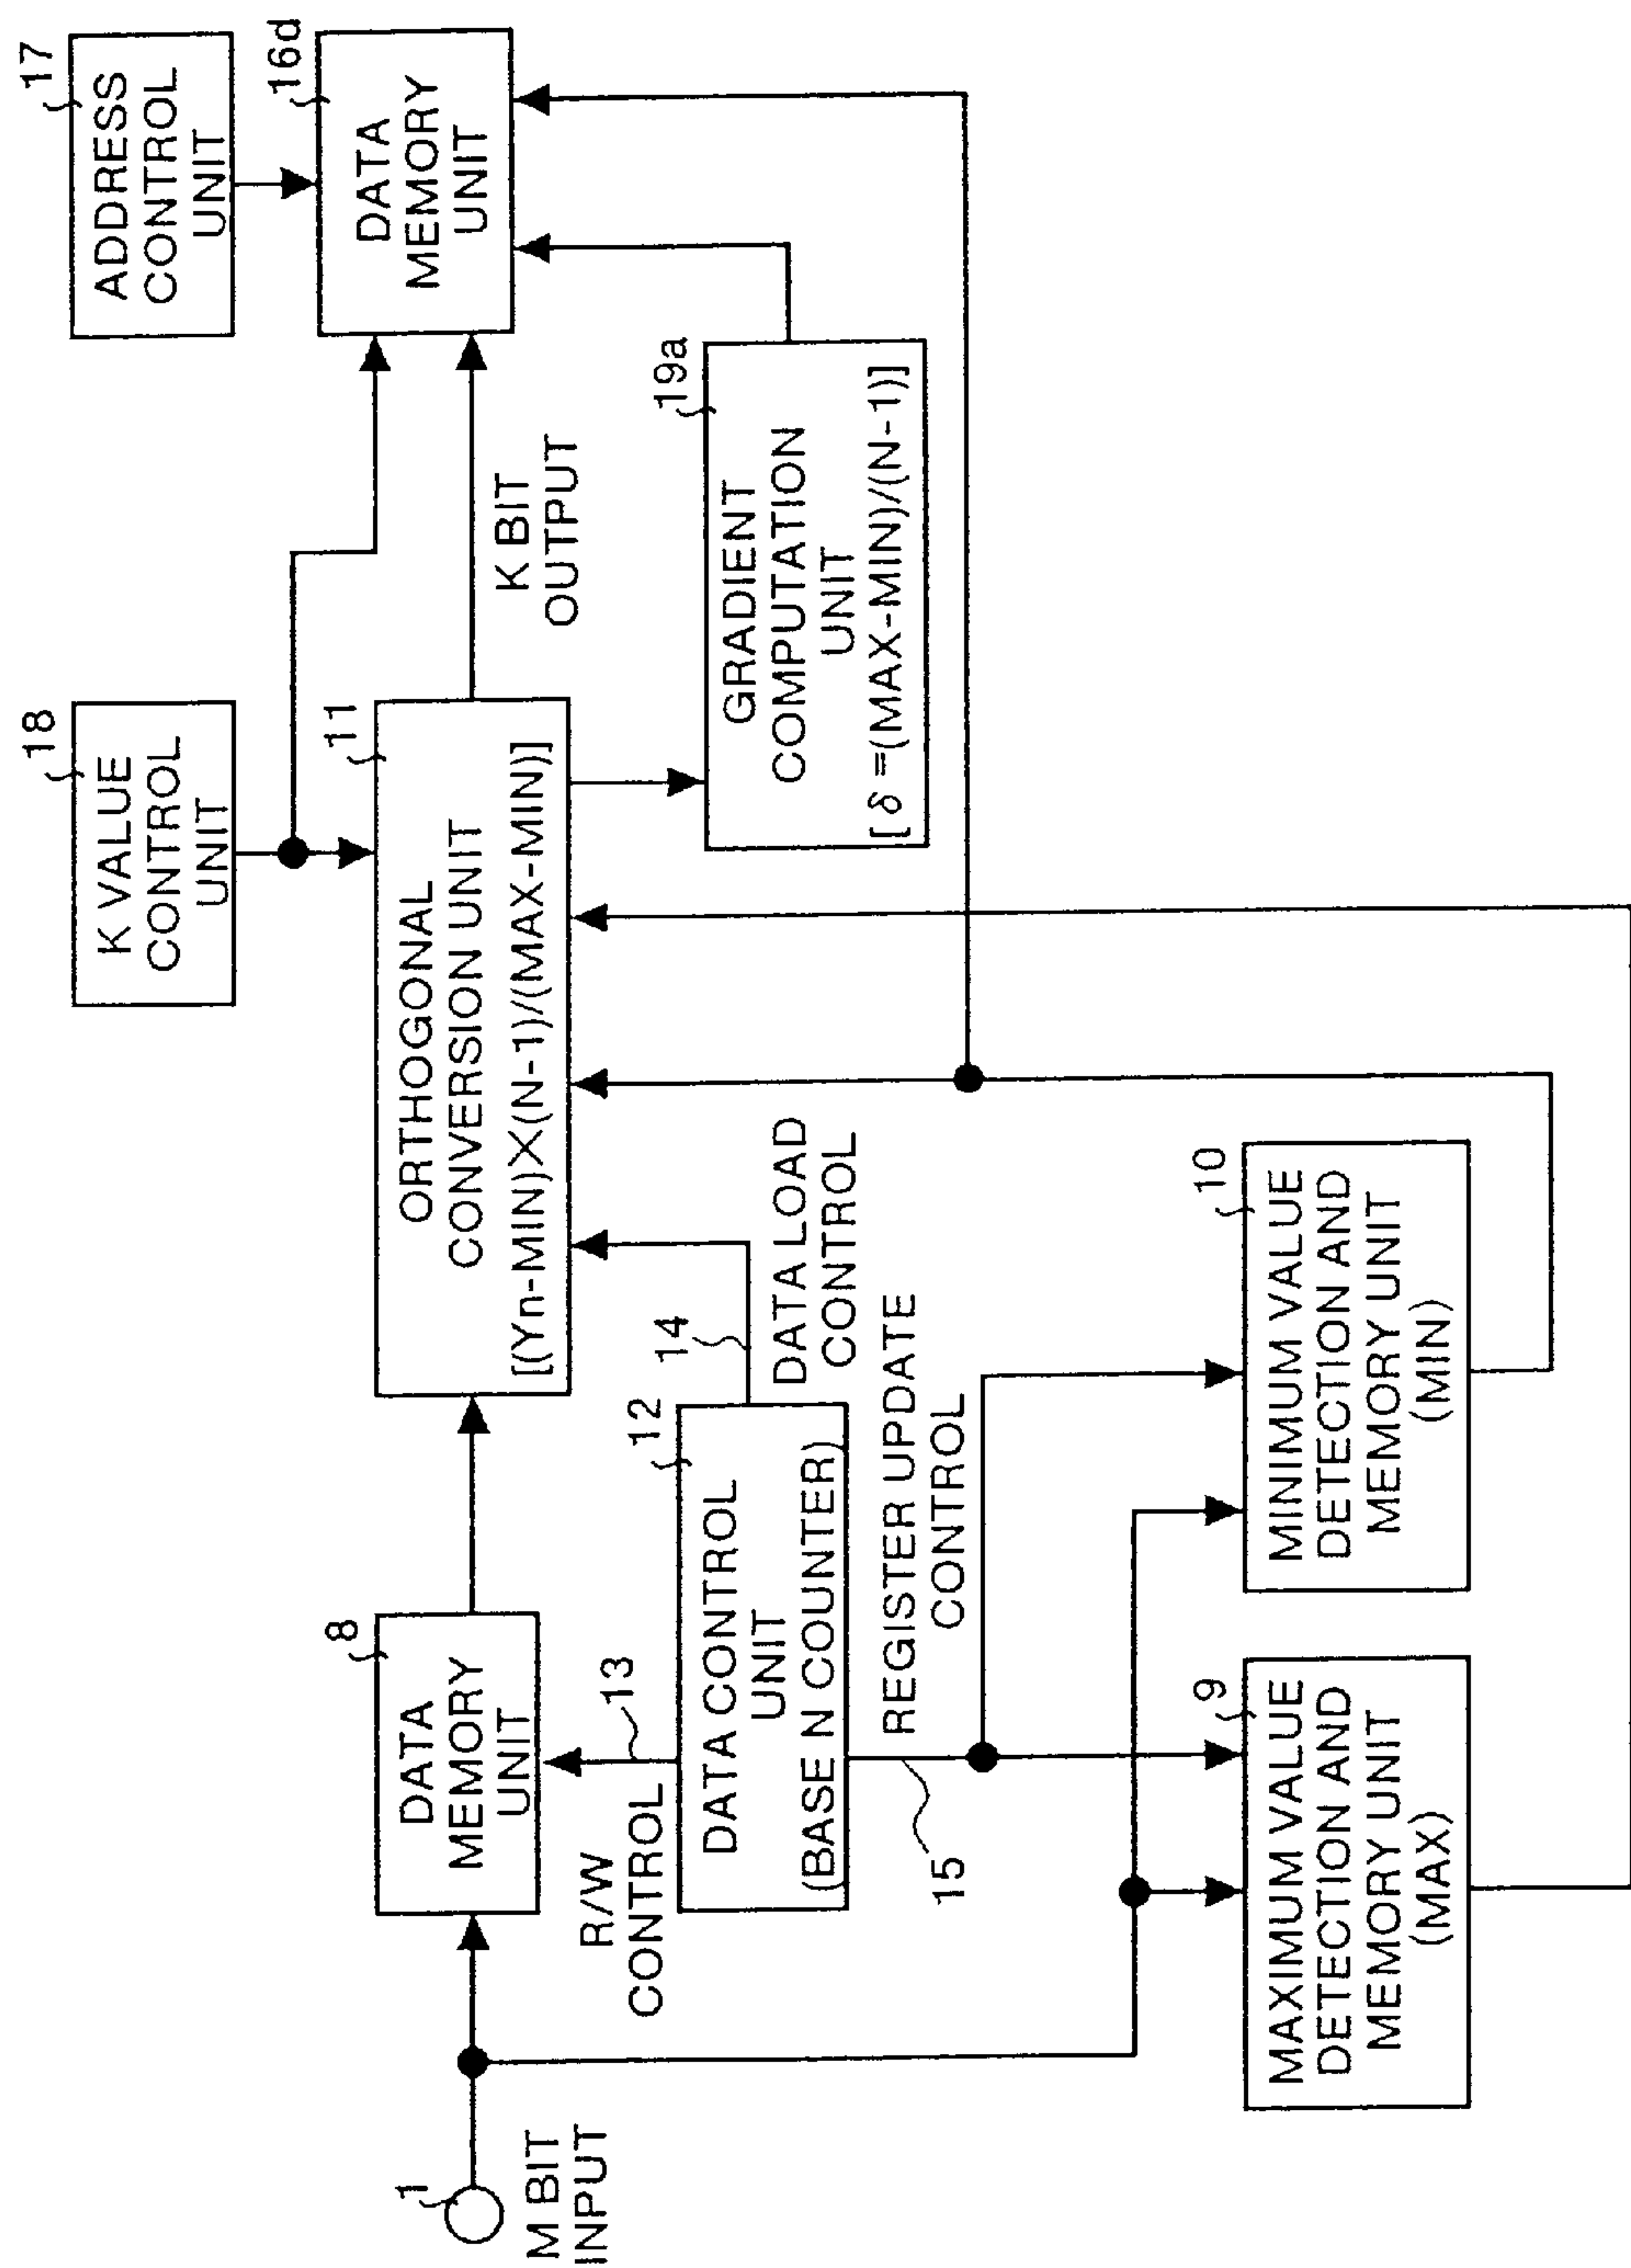 1
M BIT
INPUT
8
DATA
MEMORY
UNIT
R/W
CONTROL
13
12
DATA CONTROL
UNIT
(BASE N COUNTER)
14
DATA LOAD
CONTROL
15
REGISTER UPDATE
CONTROL
9
MAXIMUM VALUE
DETECTION AND
MEMORY UNIT
(MAX)
10
MINIMUM VALUE
DETECTION AND
MEMORY UNIT
(MIN)
18
K VALUE
CONTROL
UNIT
11
ORTHOGONAL
CONVERSION UNIT
[(Yn-MIN)X(N-1)/(MAX-MIN)]
K BIT
OUTPUT
19a
GRADIENT
COMPUTATION
UNIT
[ δ =(MAX-MIN)/(N-1)]
17
ADDRESS
CONTROL
UNIT
16d
DATA
MEMORY
UNIT